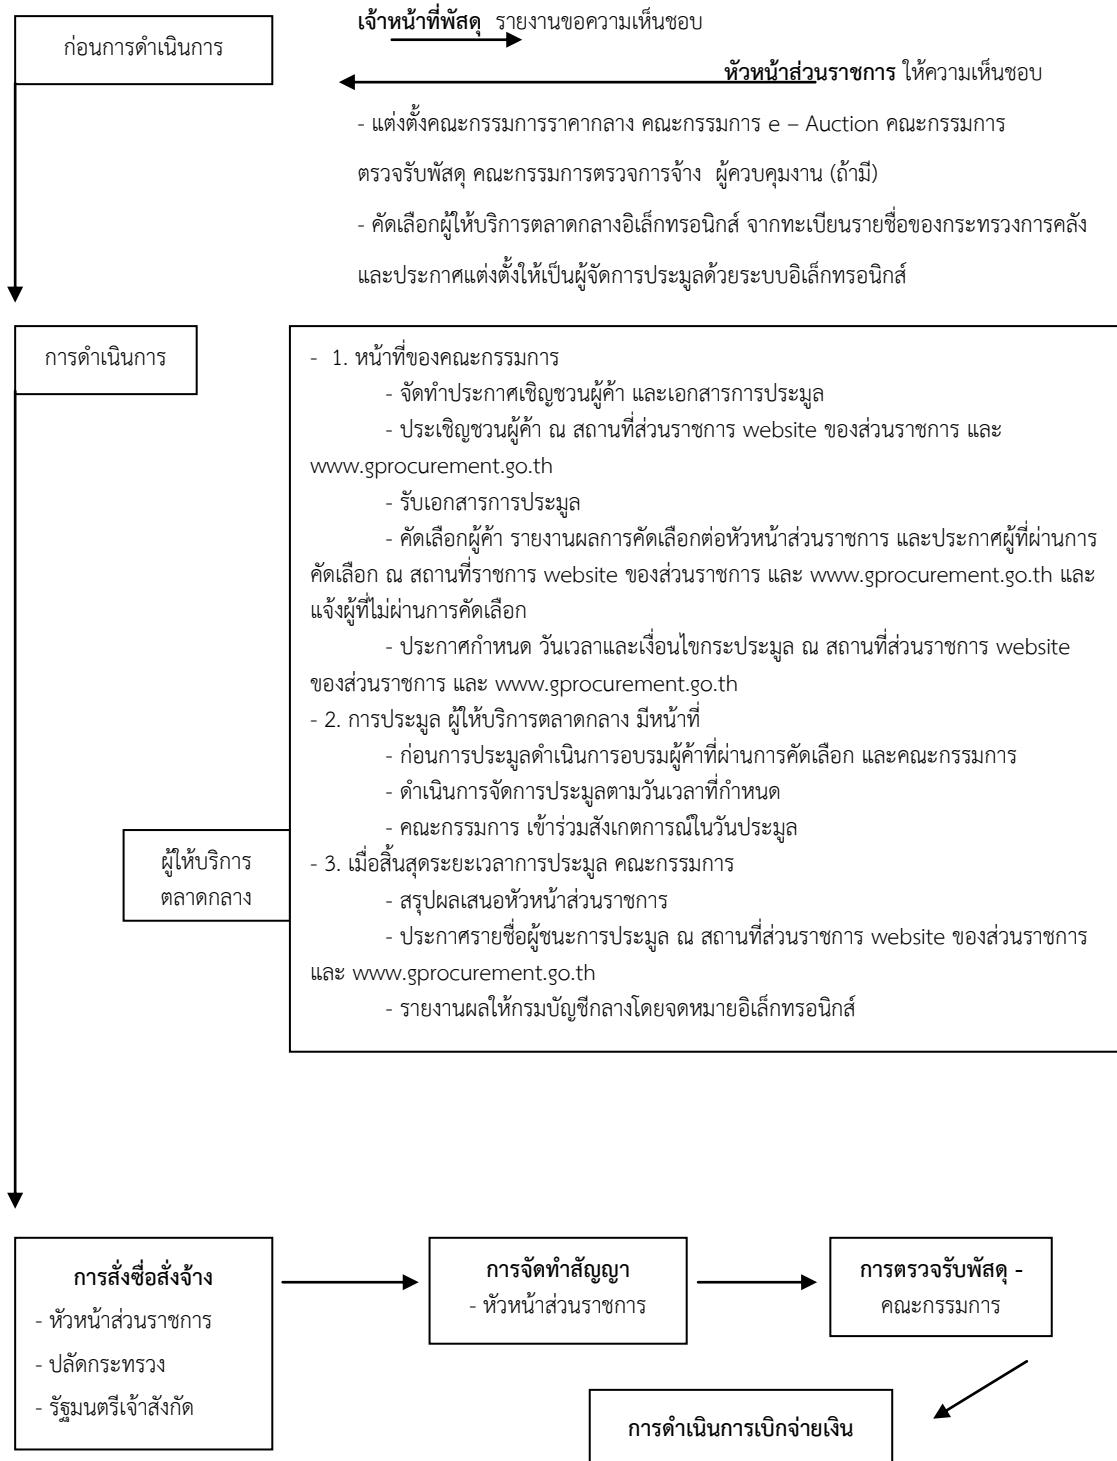 เจ้าหน้าที่พัสดุ รายงานขอความเห็นชอบ
ก่อนการดำเนินการ
หัวหน้าส่วนราชการ ให้ความเห็นชอบ
- แต่งตั้งคณะกรรมการราคากลาง คณะกรรมการ e – Auction คณะกรรมการ
ตรวจรับพัสดุ คณะกรรมการตรวจการจ้าง ผู้ควบคุมงาน (ถ้ามี)
- คัดเลือกผู้ให้บริการตลาดกลางอิเล็กทรอนิกส์ จากทะเบียนรายชื่อของกระทรวงการคลัง
และประกาศแต่งตั้งให้เป็นผู้จัดการประมูลด้วยระบบอิเล็กทรอนิกส์
การดำเนินการ
- 1. หน้าที่ของคณะกรรมการ
- จัดทำประกาศเชิญชวนผู้ค้า และเอกสารการประมูล
- ประเชิญชวนผู้ค้า ณ สถานที่ส่วนราชการ website ของส่วนราชการ และ
www.gprocurement.go.th
- รับเอกสารการประมูล
- คัดเลือกผู้ค้า รายงานผลการคัดเลือกต่อหัวหน้าส่วนราชการ และประกาศผู้ที่ผ่านการ
คัดเลือก ณ สถานที่ราชการ website ของส่วนราชการ และ www.gprocurement.go.th และ
แจ้งผู้ที่ไม่ผ่านการคัดเลือก
- ประกาศกำหนด วันเวลาและเงื่อนไขกระประมูล ณ สถานที่ส่วนราชการ website
ของส่วนราชการ และ www.gprocurement.go.th
- 2. การประมูล ผู้ให้บริการตลาดกลาง มีหน้าที่
- ก่อนการประมูลดำเนินการอบรมผู้ค้าที่ผ่านการคัดเลือก และคณะกรรมการ
- ดำเนินการจัดการประมูลตามวันเวลาที่กำหนด
- คณะกรรมการ เข้าร่วมสังเกตการณ์ในวันประมูล
- 3. เมื่อสิ้นสุดระยะเวลาการประมูล คณะกรรมการ
- สรุปผลเสนอหัวหน้าส่วนราชการ
- ประกาศรายชื่อผู้ชนะการประมูล ณ สถานที่ส่วนราชการ website ของส่วนราชการ
และ www.gprocurement.go.th
- รายงานผลให้กรมบัญชีกลางโดยจดหมายอิเล็กทรอนิกส์
ผู้ให้บริการ
ตลาดกลาง
การสั่งซื่อสั่งจ้าง
- หัวหน้าส่วนราชการ
- ปลัดกระทรวง
- รัฐมนตรีเจ้าสังกัด
การจัดทำสัญญา
- หัวหน้าส่วนราชการ
การตรวจรับพัสดุ -
คณะกรรมการ
การดำเนินการเบิกจ่ายเงิน